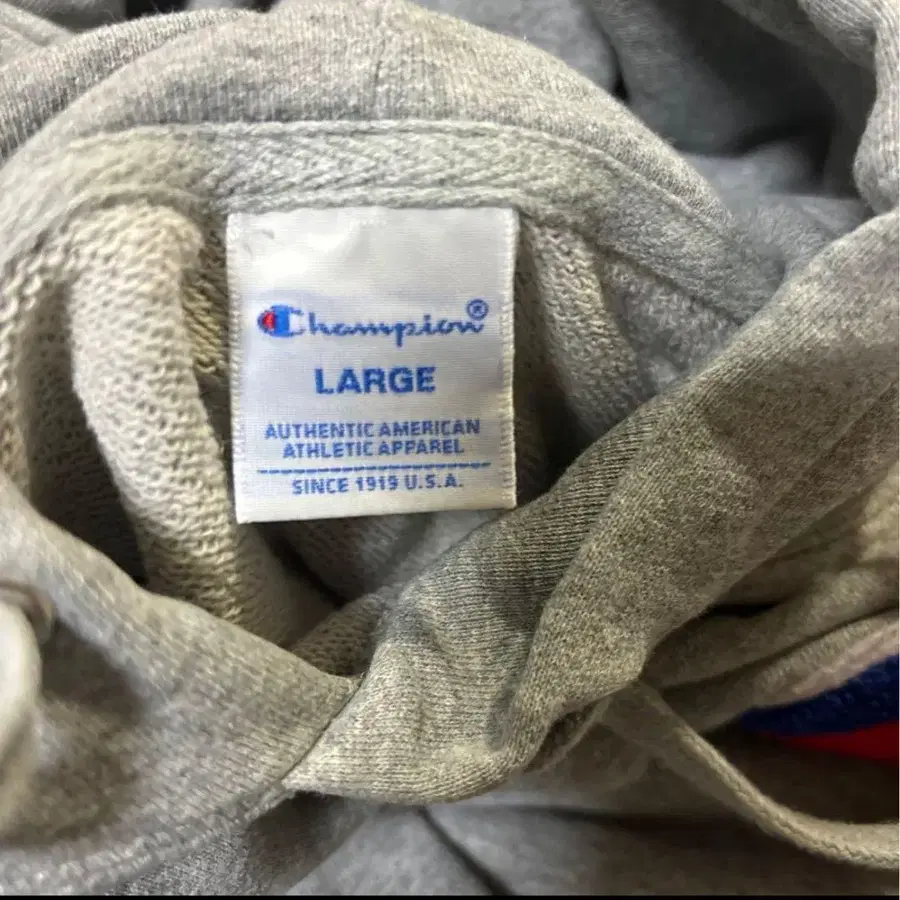 Champion®
LARGE
AUTHENTIC AMERICAN
ATHLETIC APPAREL
SINCE 1919 U.S.A.